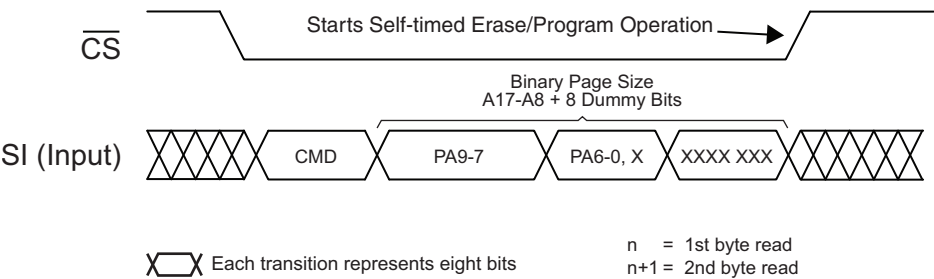 Starts Self-timed Erase/Program Operation
CS
Binary Page Size
A17-A8 + 8 Dummy Bits
SI (Input)
CMD
PA9-7
PA6-0, X
XXXX XXX
Each transition represents eight bits
n = 1st byte read
n+1 = 2nd byte read